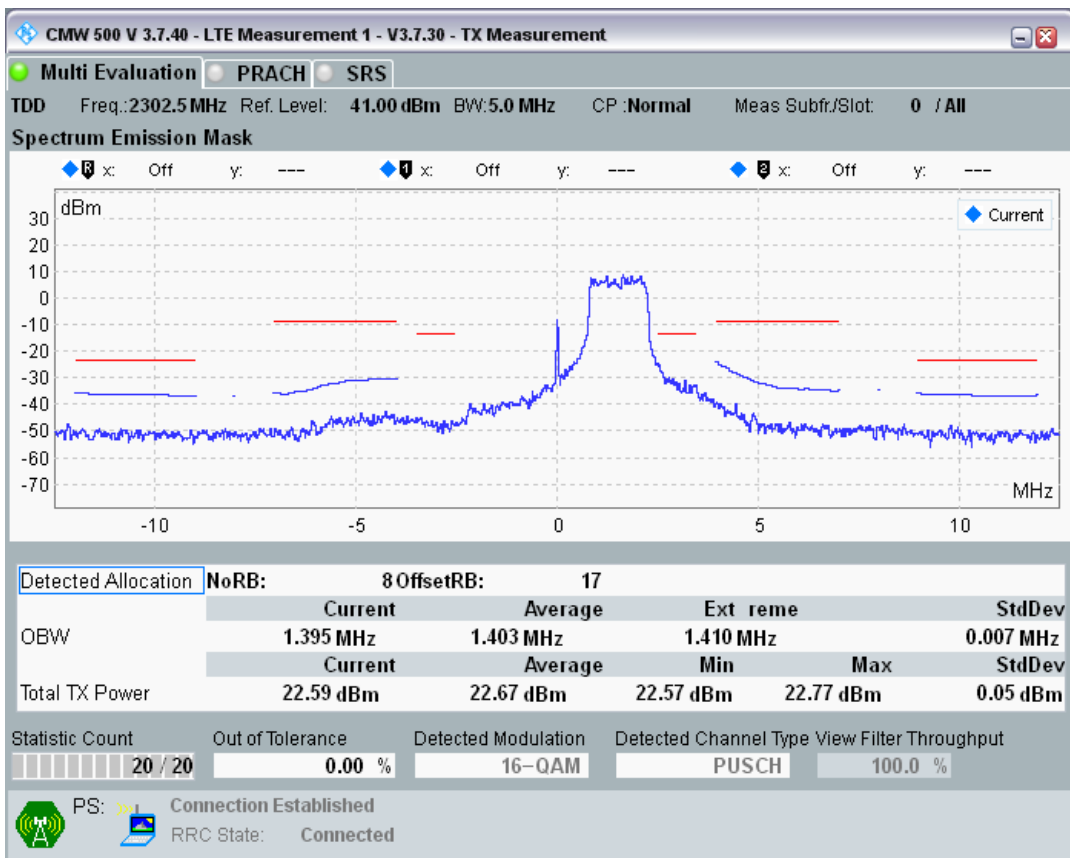 CMW 500 V 3.7.40 - LTE Measurement 1 - V3.7.30 - TX Measurement
Multi Evaluation PRACH SRS
TDD Freq.:2302.5 MHz Ref. Level: 41.00 dBm BW:5.0 MHz CP :Normal Meas Subfr./Slot: 0 / All
Spectrum Emission Mask
R x: Off y: --- 1 x: Off y: --- 2 x: Off y: ---
dBm
Current
30
20
10
0
-10
-20
-30
-40
-50
-60
-70
MHz
-10 -5 0 5 10
Detected Allocation NoRB: 8 OffsetRB: 17
Current Average Ext reme StdDev
OBW 1.395 MHz 1.403 MHz 1.410 MHz 0.007 MHz
Current Average Min Max StdDev
Total TX Power 22.59 dBm 22.67 dBm 22.57 dBm 22.77 dBm 0.05 dBm
Statistic Count Out of Tolerance Detected Modulation Detected Channel Type View Filter Throughput
20 / 20 0.00 % 16-QAM PUSCH 100.0 %
PS: Connection Established
RRC State: Connected